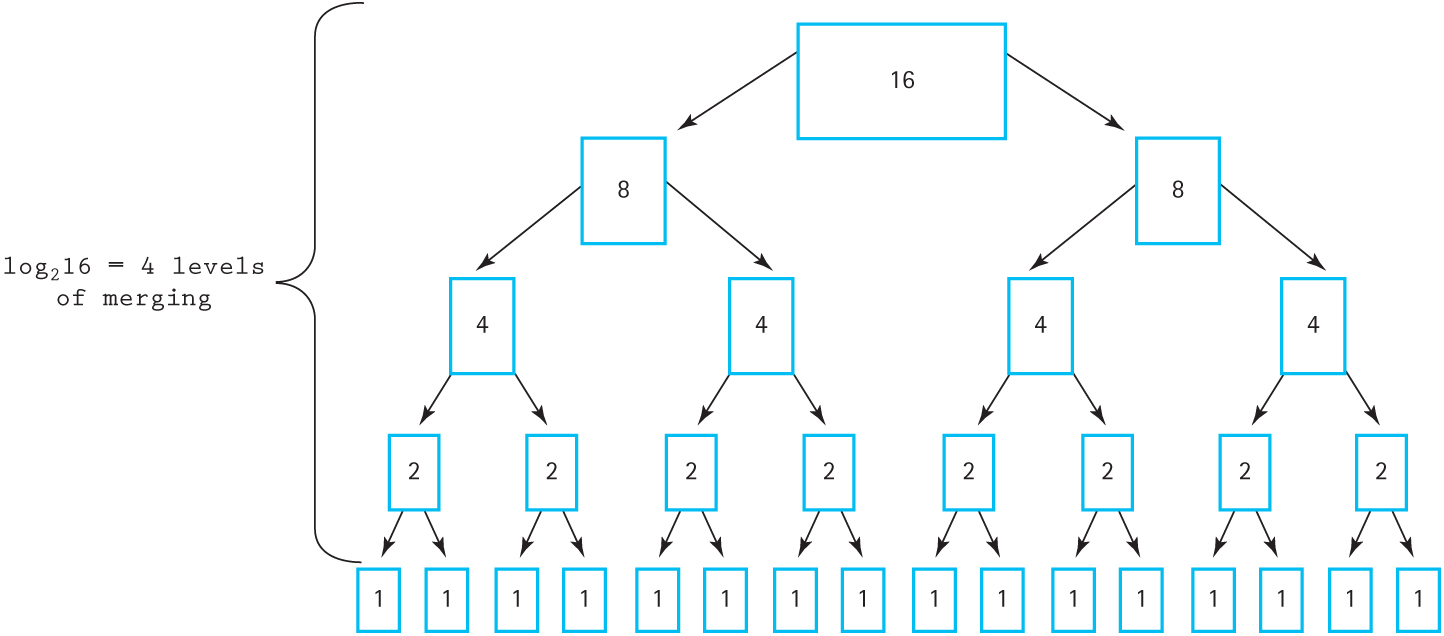 16
8 8
log₂16 = 4 levels
of merging
4 4 4 4
2 2 2 2 2 2 2 2
1 1 1 1 1 1 1 1 1 1 1 1 1 1 1 1